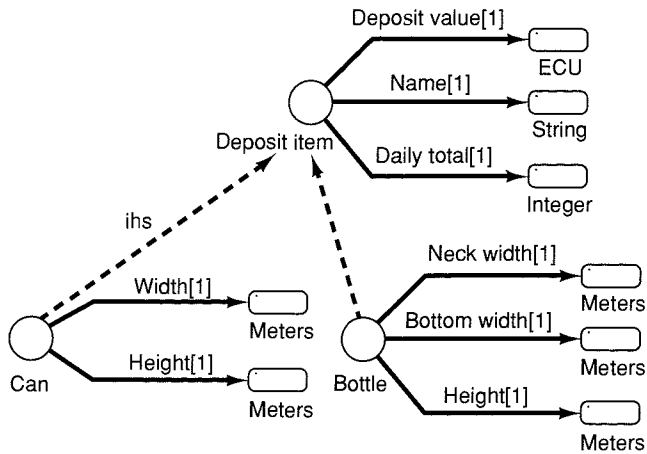 Deposit value[1]
ECU
Name[1]
String
Deposit item
Daily total[1]
Integer
ihs
Width[1]
Meters
Height[1]
Meters
Can
Neck width[1]
Meters
Bottom width[1]
Meters
Height[1]
Meters
Bottle